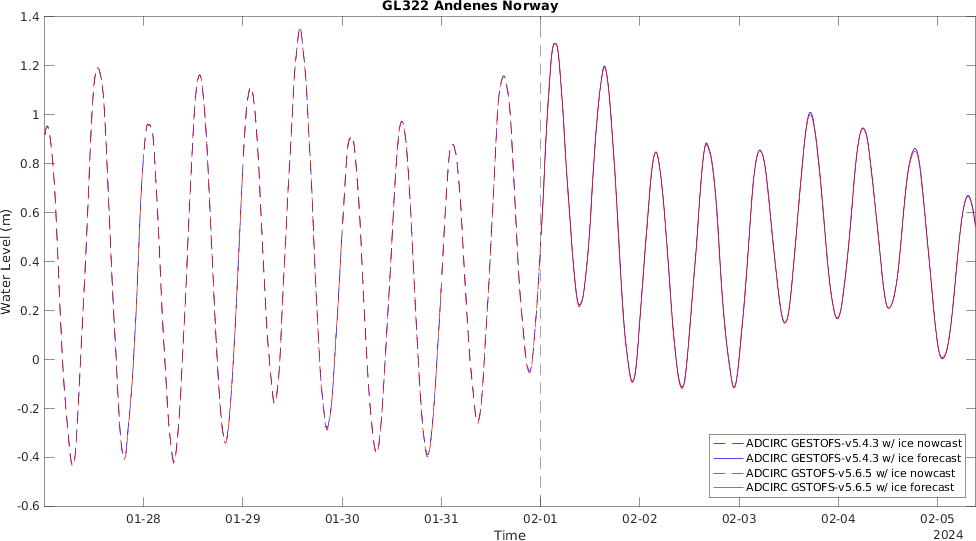 GL322 Andenes Norway
1.4
1.2
1
0.8
0.6
0.4
0.2
0
-0.2
-0.4
-0.6
Water Level (m)
ADCIRC GESTOFS-v5.4.3 w/ ice nowcast
ADCIRC GESTOFS-v5.4.3 w/ ice forecast
ADCIRC GSTOFS-v5.6.5 w/ ice nowcast
ADCIRC GSTOFS-v5.6.5 w/ ice forecast
01-28 01-29 01-30 01-31 02-01 02-02 02-03 02-04 02-05
Time 2024